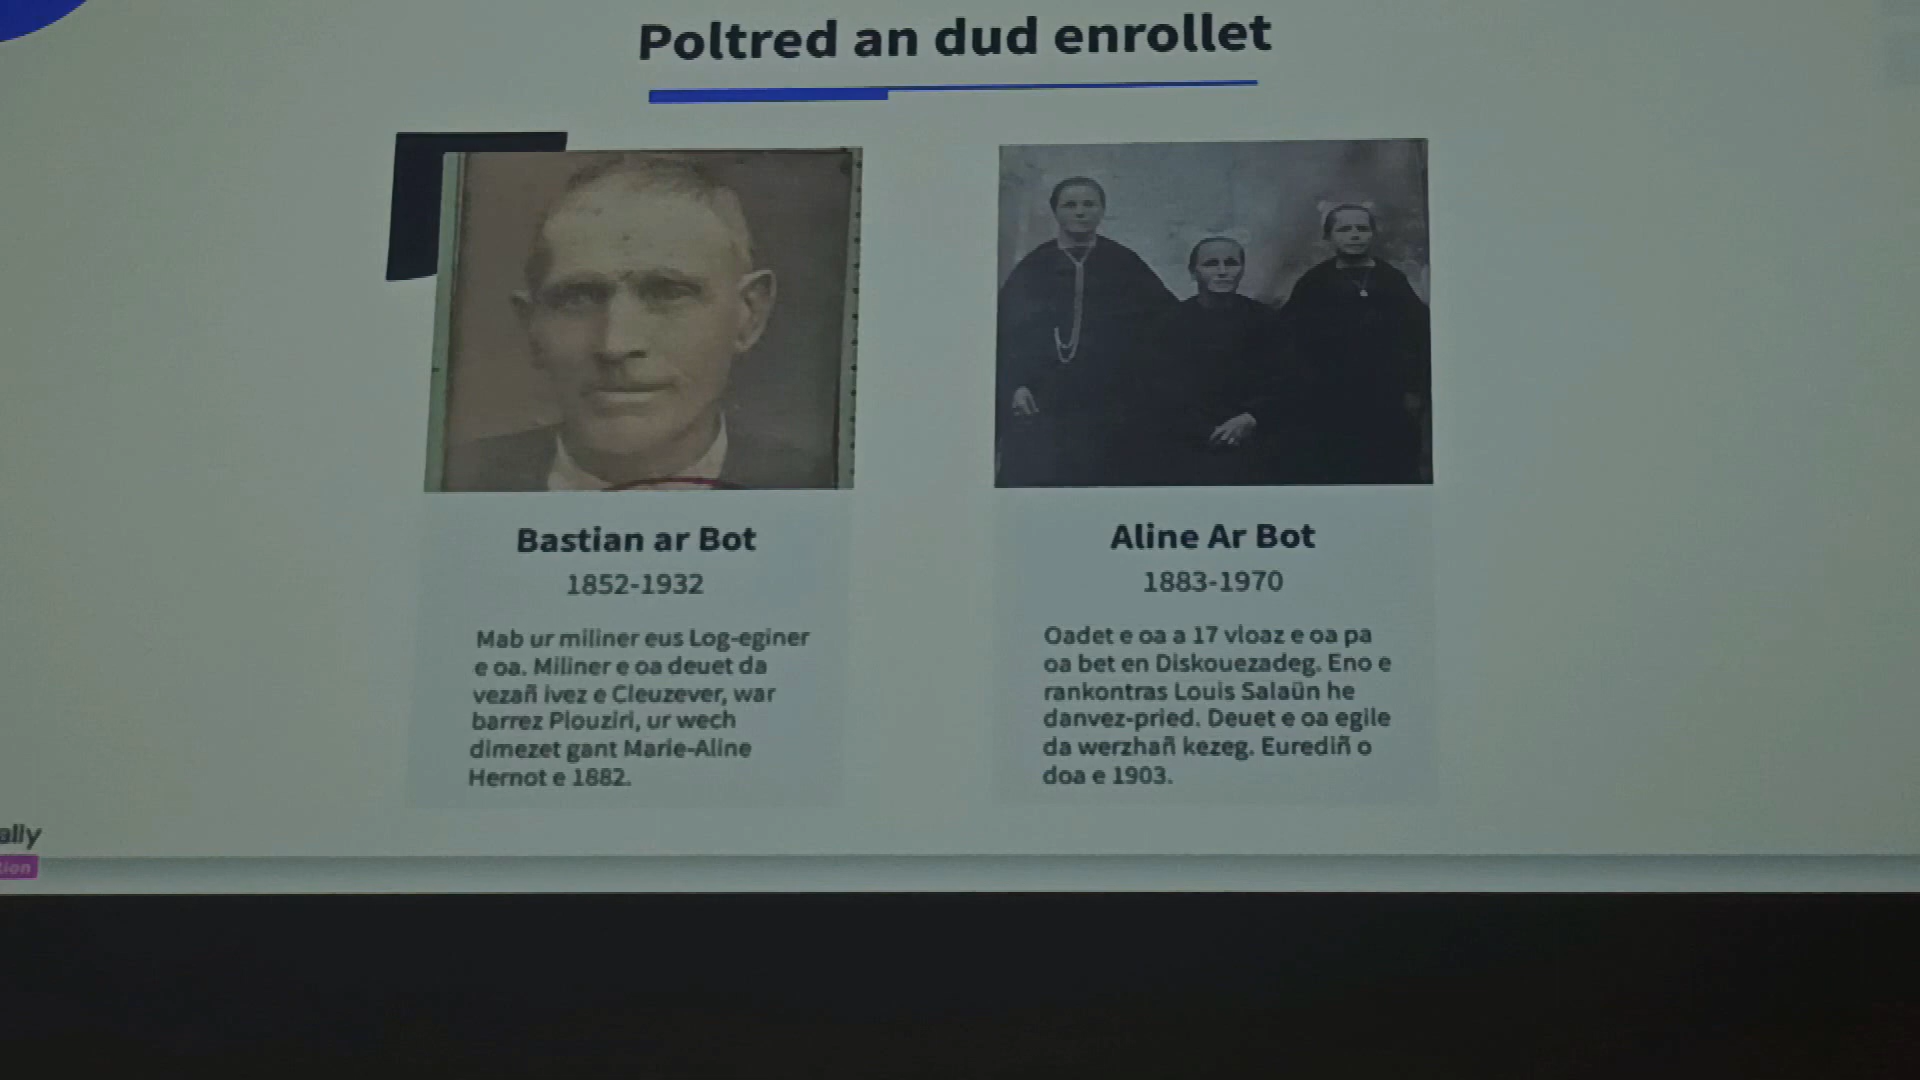 Poltred an dud enrollet
Bastian ar Bot
1852-1932
Mab ur miliner eus Log-eginer
e oa. Miliner e oa deuet da
vezañ ivez e Cleuzever, war
barrez Plouziri, ur wech
dimezet gant Marie-Aline
Hernot e 1882.
Aline Ar Bot
1883-1970
Oadet e oa a 17 vloaz e oa pa
oa bet en Diskouezadeg. Eno e
rankontras Louis Salaün he
danvez-pried. Deuet e oa egile
da werzhañ kezeg. Eurediñ o
doa e 1903.
ally
tion